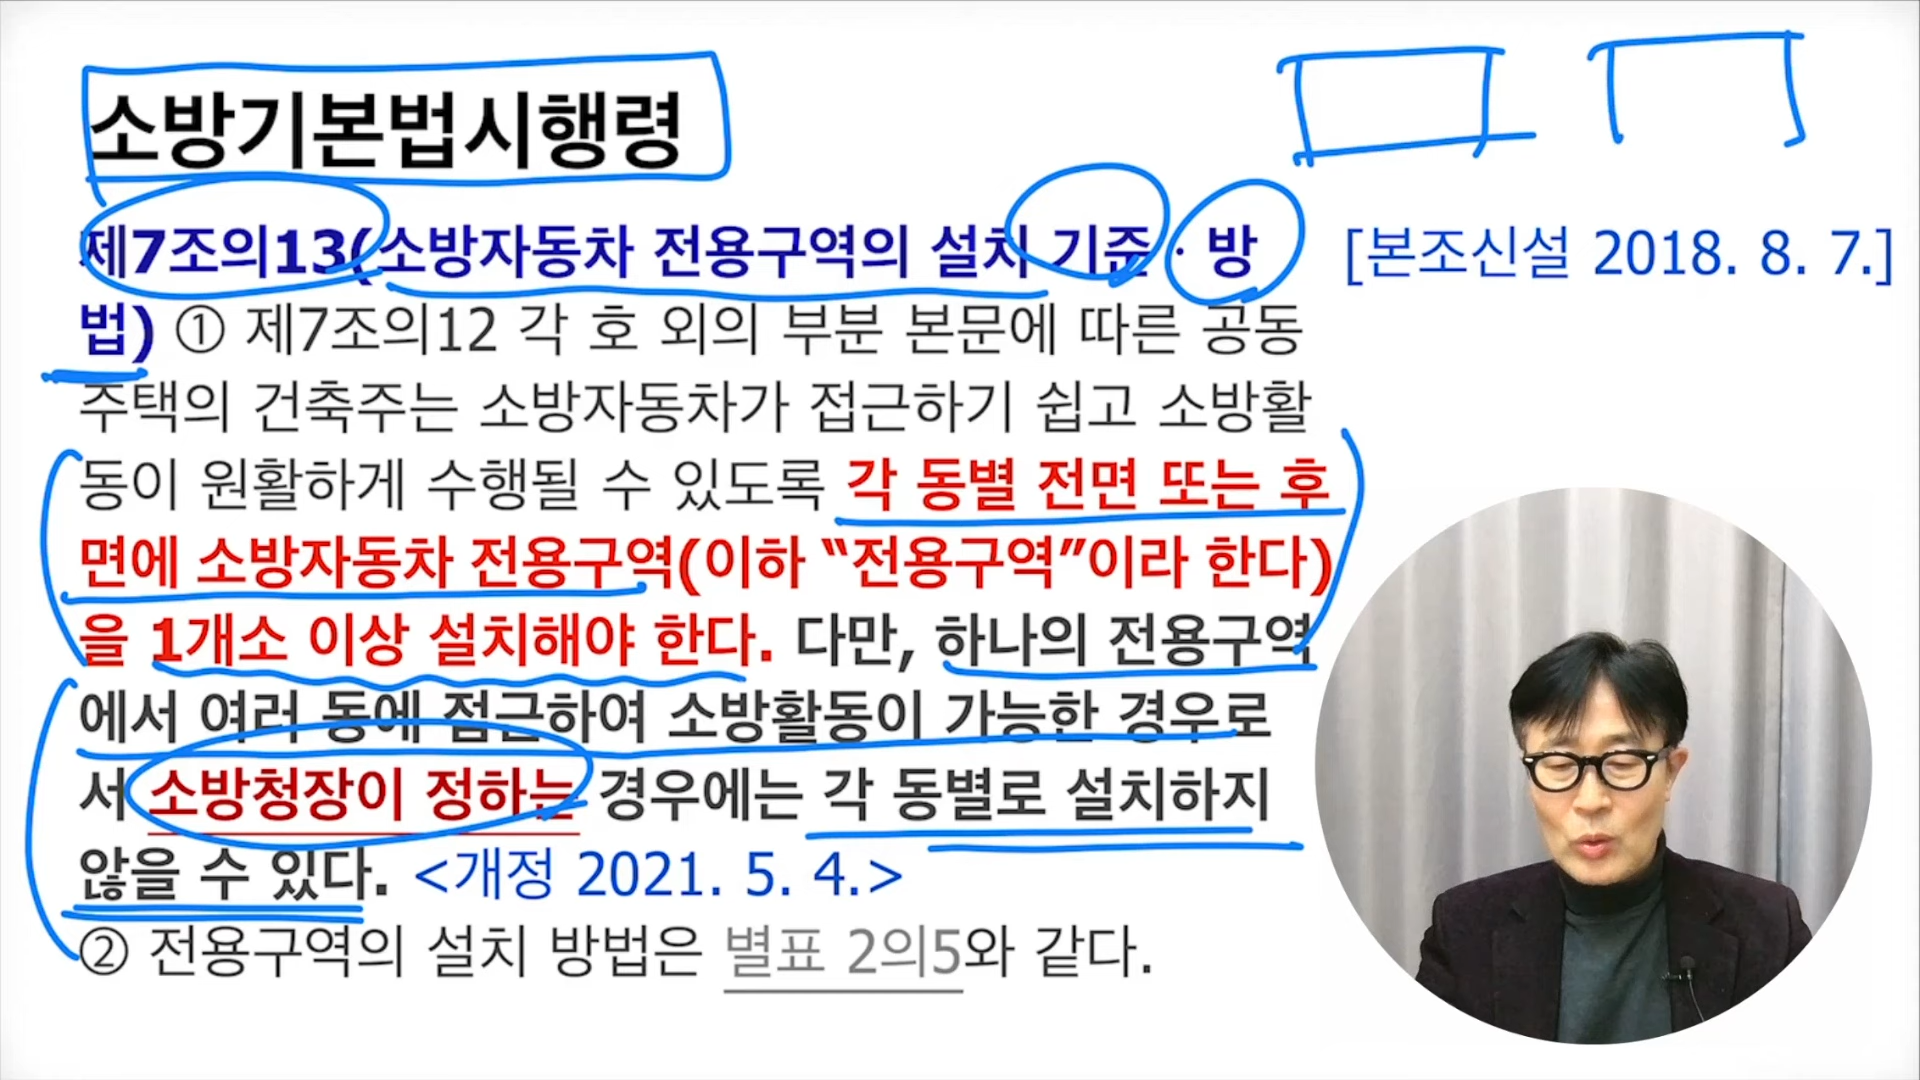 소방기본법시행령
제7조의13(소방자동차 전용구역의 설치 기준·방
[본조신설 2018. 8. 7.]
법) ① 제7조의12 각 호 외의 부분 본문에 따른 공동
주택의 건축주는 소방자동차가 접근하기 쉽고 소방활
동이 원활하게 수행될 수 있도록 각 동별 전면 또는 후
면에 소방자동차 전용구역(이하 “전용구역”이라 한다)
을 1개소 이상 설치해야 한다. 다만, 하나의 전용구역
에서 여러 동에 접근하여 소방활동이 가능한 경우로
서 소방청장이 정하는 경우에는 각 동별로 설치하지
않을 수 있다. <개정 2021. 5. 4.>
② 전용구역의 설치 방법은 별표 2의5와 같다.